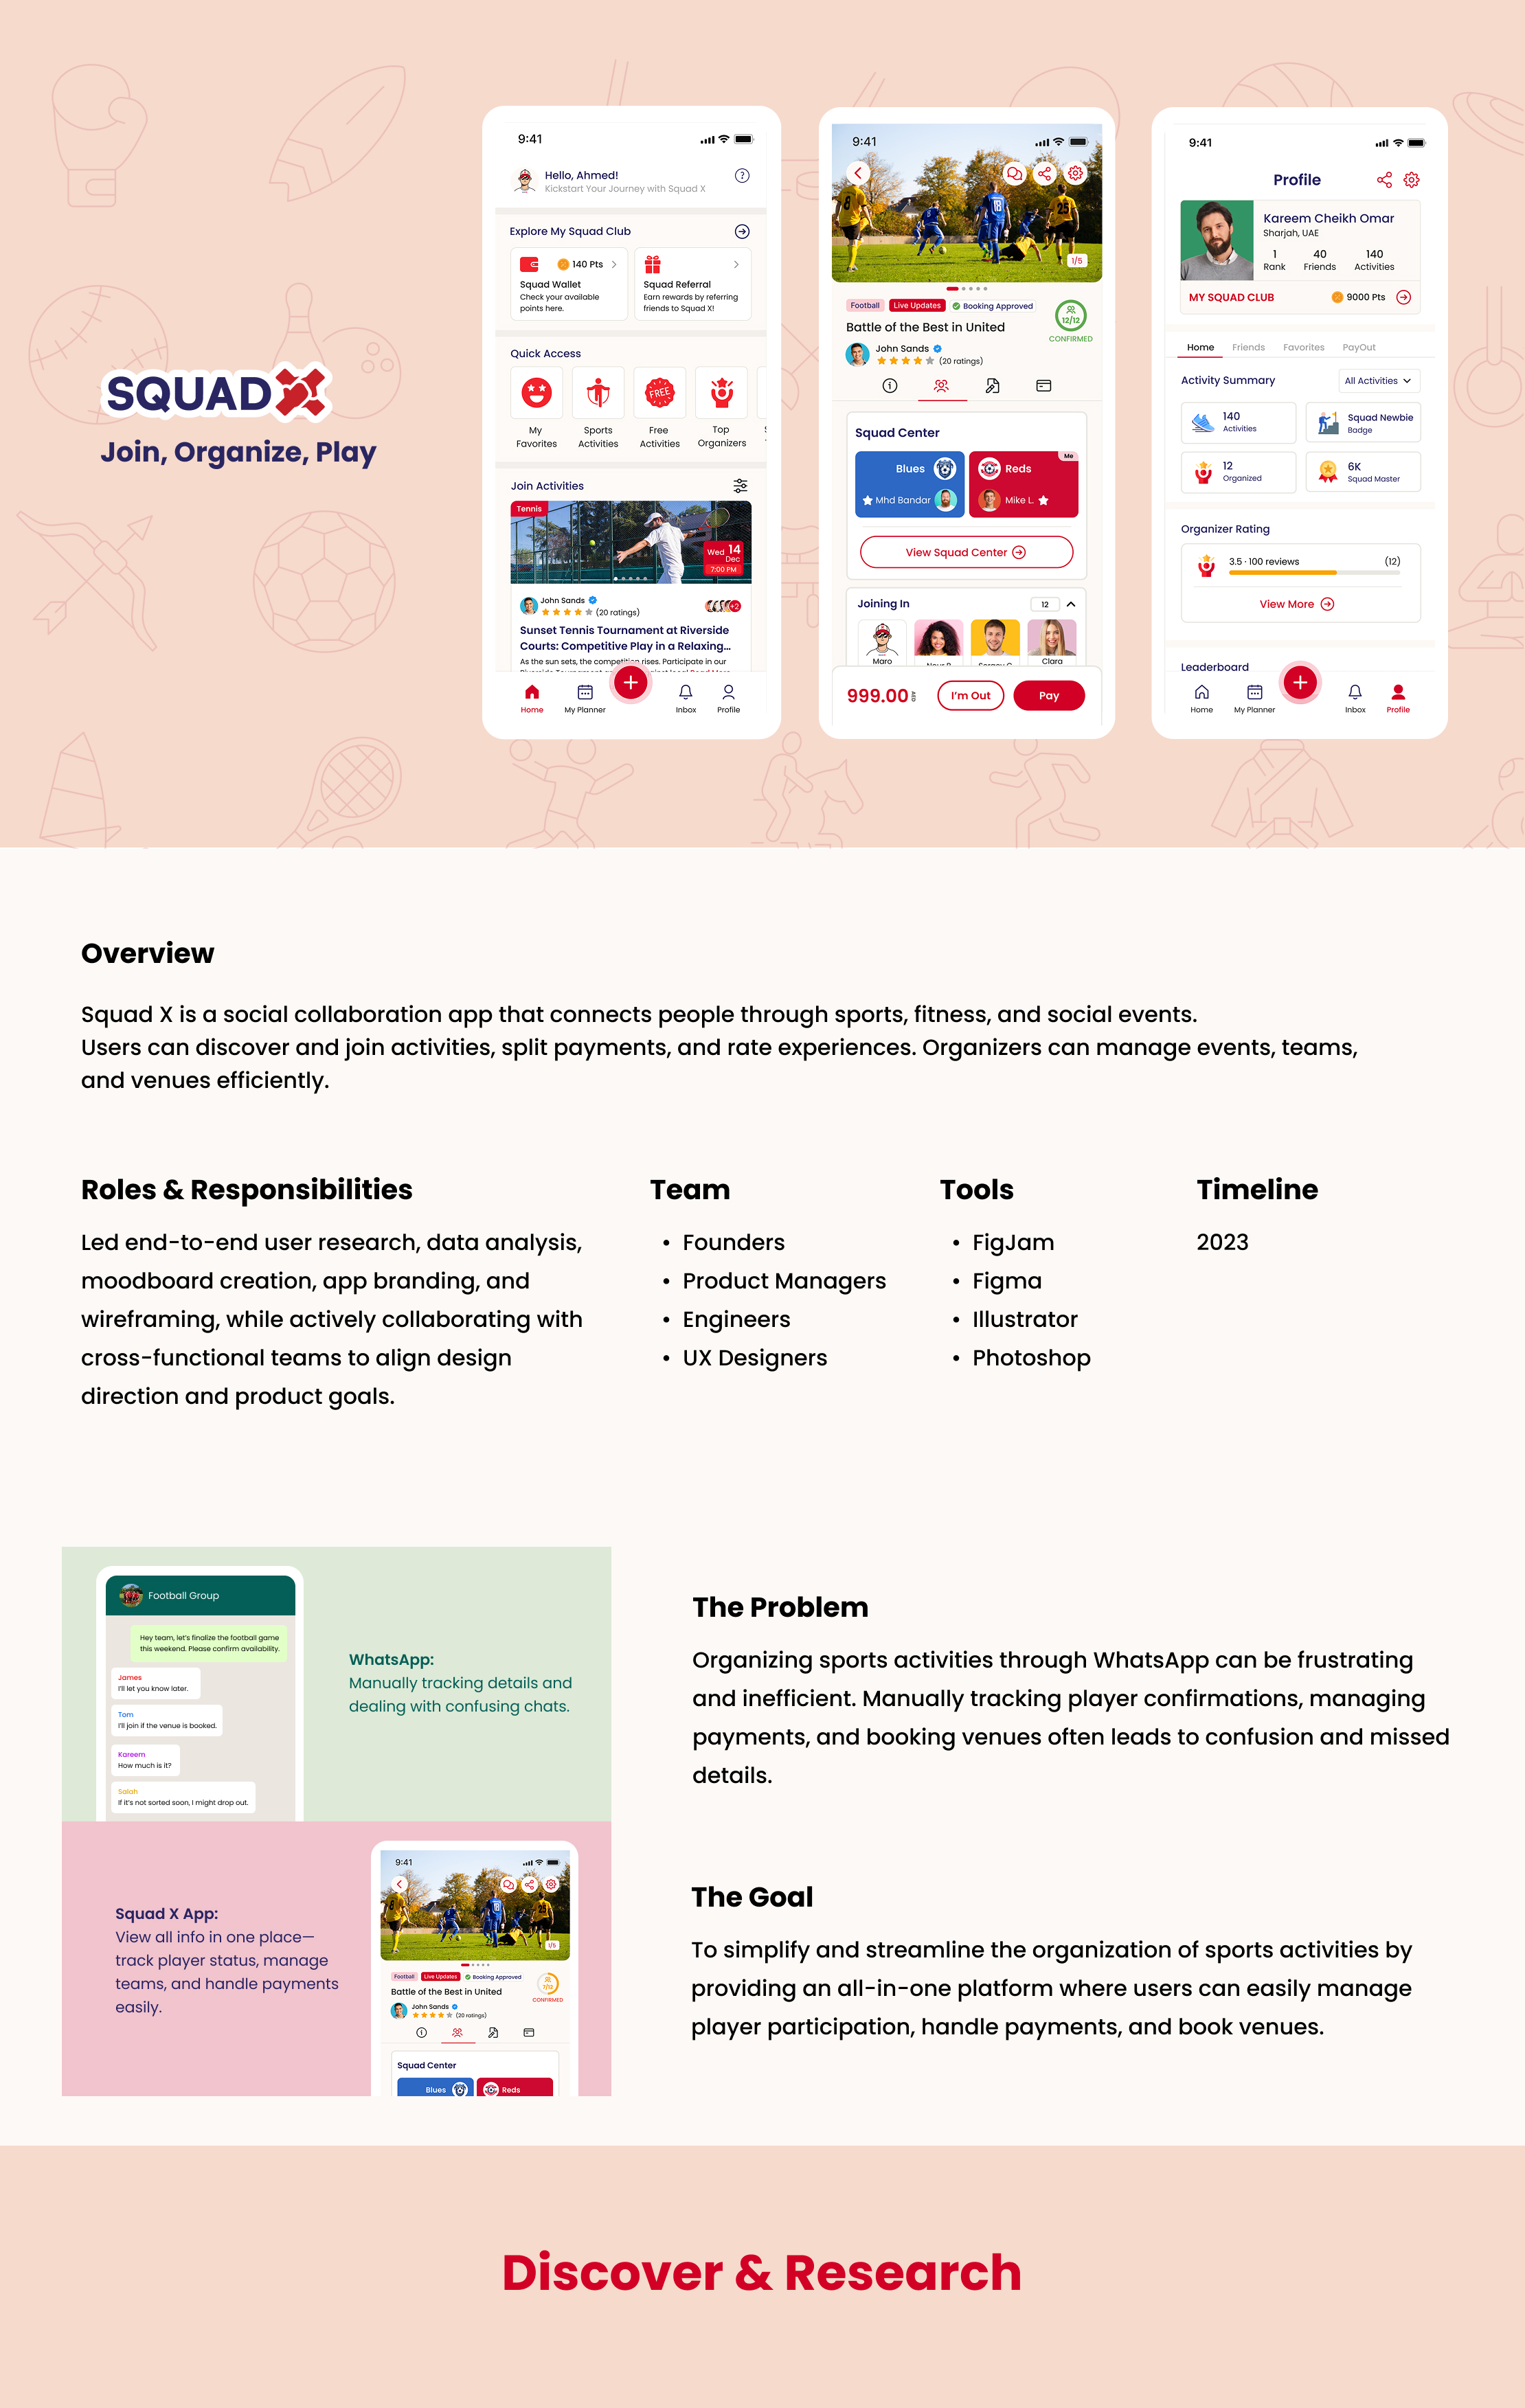 SQUAD X
Join, Organize, Play
9:41
Hello, Ahmed!
Kickstart Your Journey with Squad X
Explore My Squad Club
140 Pts
Squad Wallet
Check your available
points here.
Squad Referral
Earn rewards by referring
friends to Squad X!
Quick Access
FREE
My
Favorites
Sports
Activities
Free
Activities
Top
Organizers
Join Activities
Tennis
Wed 14
Dec
7:00 PM
John Sands
(20 ratings)
+2
Sunset Tennis Tournament at Riverside
Courts: Competitive Play in a Relaxing...
As the sun sets, the competition rises. Participate in our
Home
My Planner
Inbox
Profile
9:41
8
18
25
1/5
Football
Live Updates
Booking Approved
12/12
CONFIRMED
Battle of the Best in United
John Sands
(20 ratings)
Squad Center
Blues
Mhd Bandar
Me
Reds
Mike L.
View Squad Center
Joining In
12
Maro
Clara
999.00 AED
I'm Out
Pay
9:41
Profile
Kareem Cheikh Omar
Sharjah, UAE
1
Rank
40
Friends
140
Activities
MY SQUAD CLUB
9000 Pts
Home
Friends
Favorites
PayOut
Activity Summary
All Activities
140
Activities
Squad Newbie
Badge
12
Organized
6K
Squad Master
Organizer Rating
3.5 · 100 reviews
(12)
View More
Leaderboard
Home
My Planner
Inbox
Profile
Overview
Squad X is a social collaboration app that connects people through sports, fitness, and social events.
Users can discover and join activities, split payments, and rate experiences. Organizers can manage events, teams,
and venues efficiently.
Roles & Responsibilities
Led end-to-end user research, data analysis,
moodboard creation, app branding, and
wireframing, while actively collaborating with
cross-functional teams to align design
direction and product goals.
Team
• Founders
• Product Managers
• Engineers
• UX Designers
Tools
• FigJam
• Figma
• Illustrator
• Photoshop
Timeline
2023
Football Group
Hey team, let's finalize the football game
this weekend. Please confirm availability.
James
I'll let you know later.
Tom
I'll join if the venue is booked.
Kareem
How much is it?
Salah
If it's not sorted soon, I might drop out.
WhatsApp:
Manually tracking details and
dealing with confusing chats.
The Problem
Organizing sports activities through WhatsApp can be frustrating
and inefficient. Manually tracking player confirmations, managing
payments, and booking venues often leads to confusion and missed
details.
Squad X App:
View all info in one place—
track player status, manage
teams, and handle payments
easily.
9:41
8
18
25
1/5
Football
Live Updates
Booking Approved
7/12
CONFIRMED
Battle of the Best in United
John Sands
(20 ratings)
Squad Center
Blues
Reds
The Goal
To simplify and streamline the organization of sports activities by
providing an all-in-one platform where users can easily manage
player participation, handle payments, and book venues.
Discover & Research